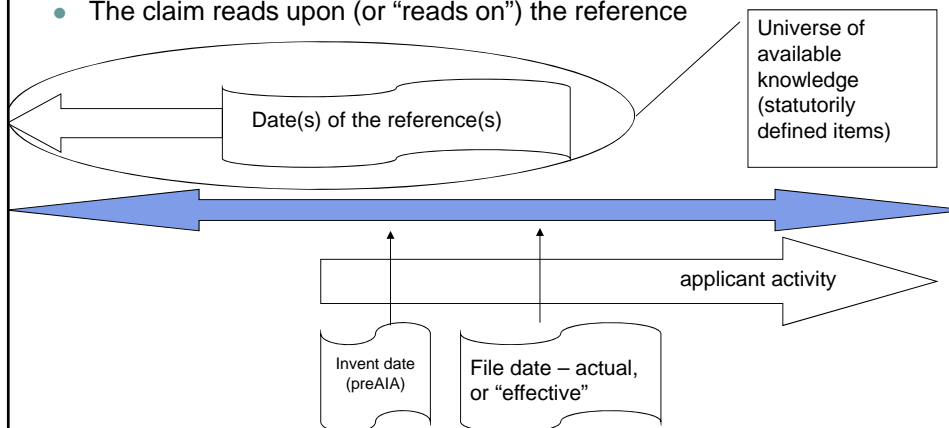 • The claim reads upon (or “reads on”) the reference
Universe of
available
knowledge
(statutorily
defined items)
Date(s) of the reference(s)
applicant activity
Invent date
(preAIA)
File date – actual,
or “effective”